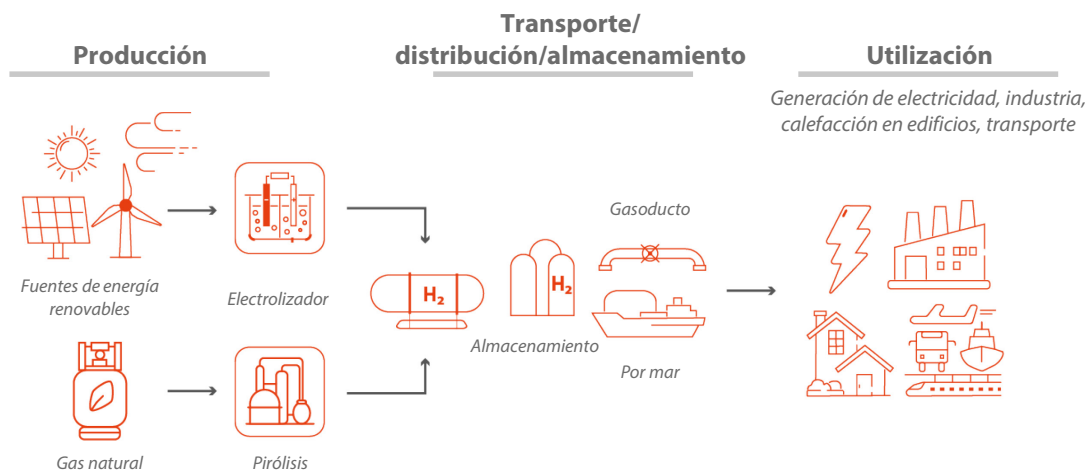 Producción
Transporte/
distribución/almacenamiento
Utilización
Generación de electricidad, industria,
calefacción en edificios, transporte
Fuentes de energía
renovables
Electrolizador
Gas natural
Pirólisis
H₂
H₂
Almacenamiento
Gasoducto
Por mar